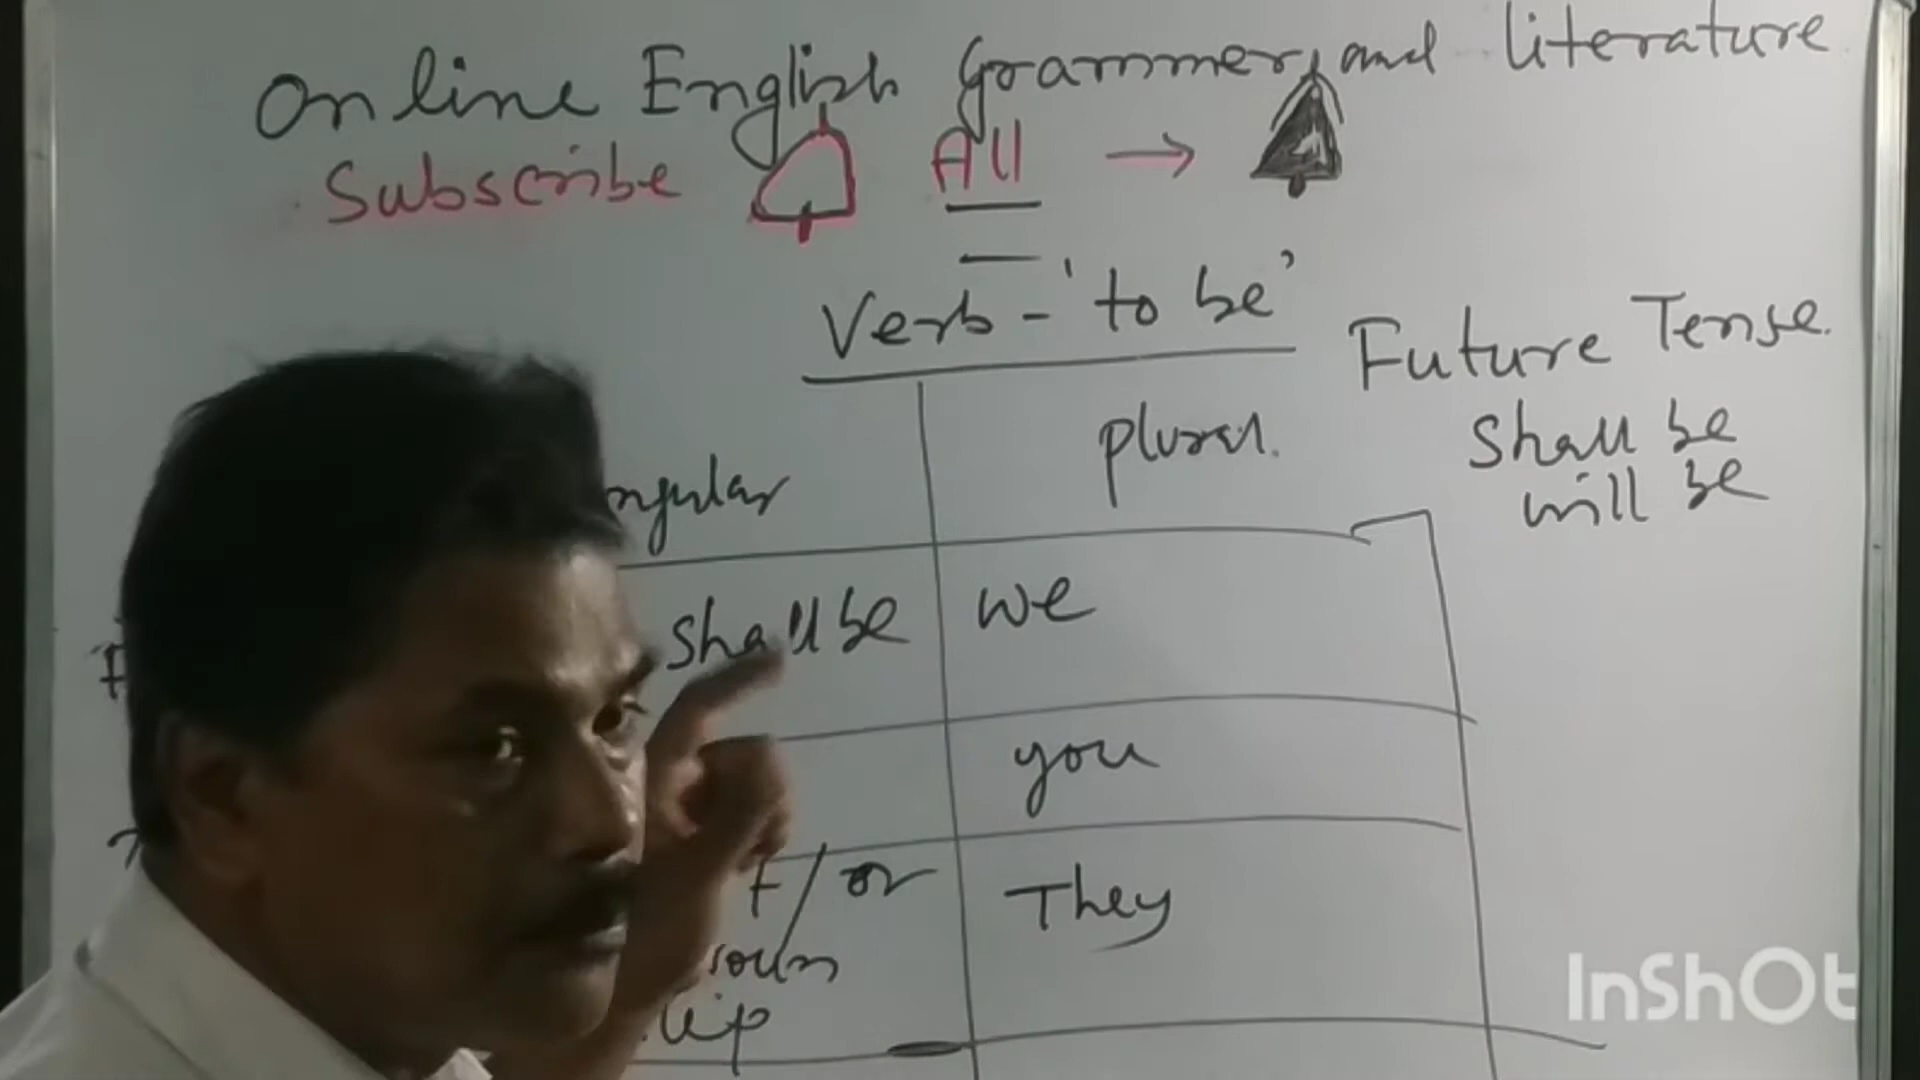 Online English Grammer and literature
Subscribe All →
Verb - 'to be'
Future Tense.
shall be
will be
plural.
shall be we
you
/ or They
InShOt